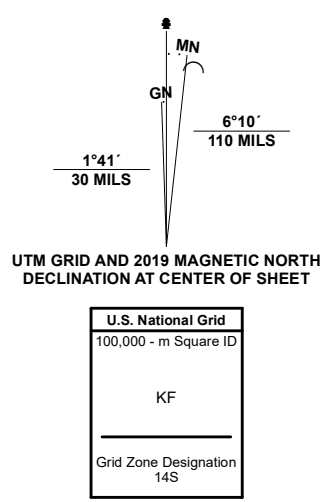 MN
GN
6°10´
110 MILS
1°41´
30 MILS
UTM GRID AND 2019 MAGNETIC NORTH
DECLINATION AT CENTER OF SHEET
U.S. National Grid
100,000 - m Square ID
KF
Grid Zone Designation
14S